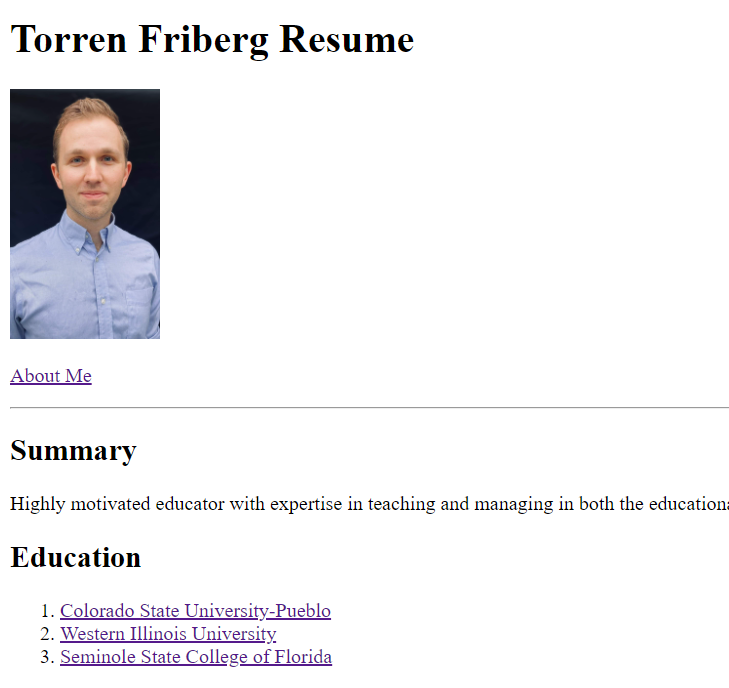 Torren Friberg Resume
About Me
Summary
Highly motivated educator with expertise in teaching and managing in both the
Education
1. Colorado State University-Pueblo
2. Western Illinois University
3. Seminole State College of Florida